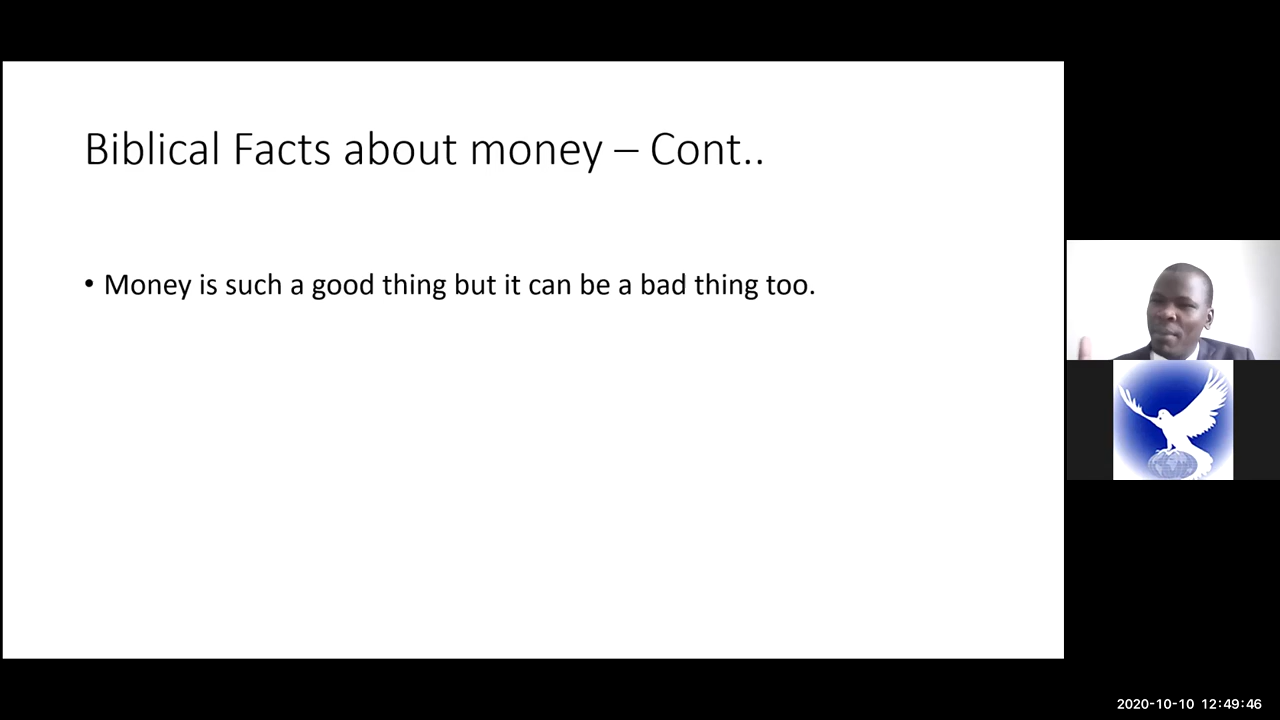 Biblical Facts about money – Cont..
• Money is such a good thing but it can be a bad thing too.
2020-10-10 12:49:46